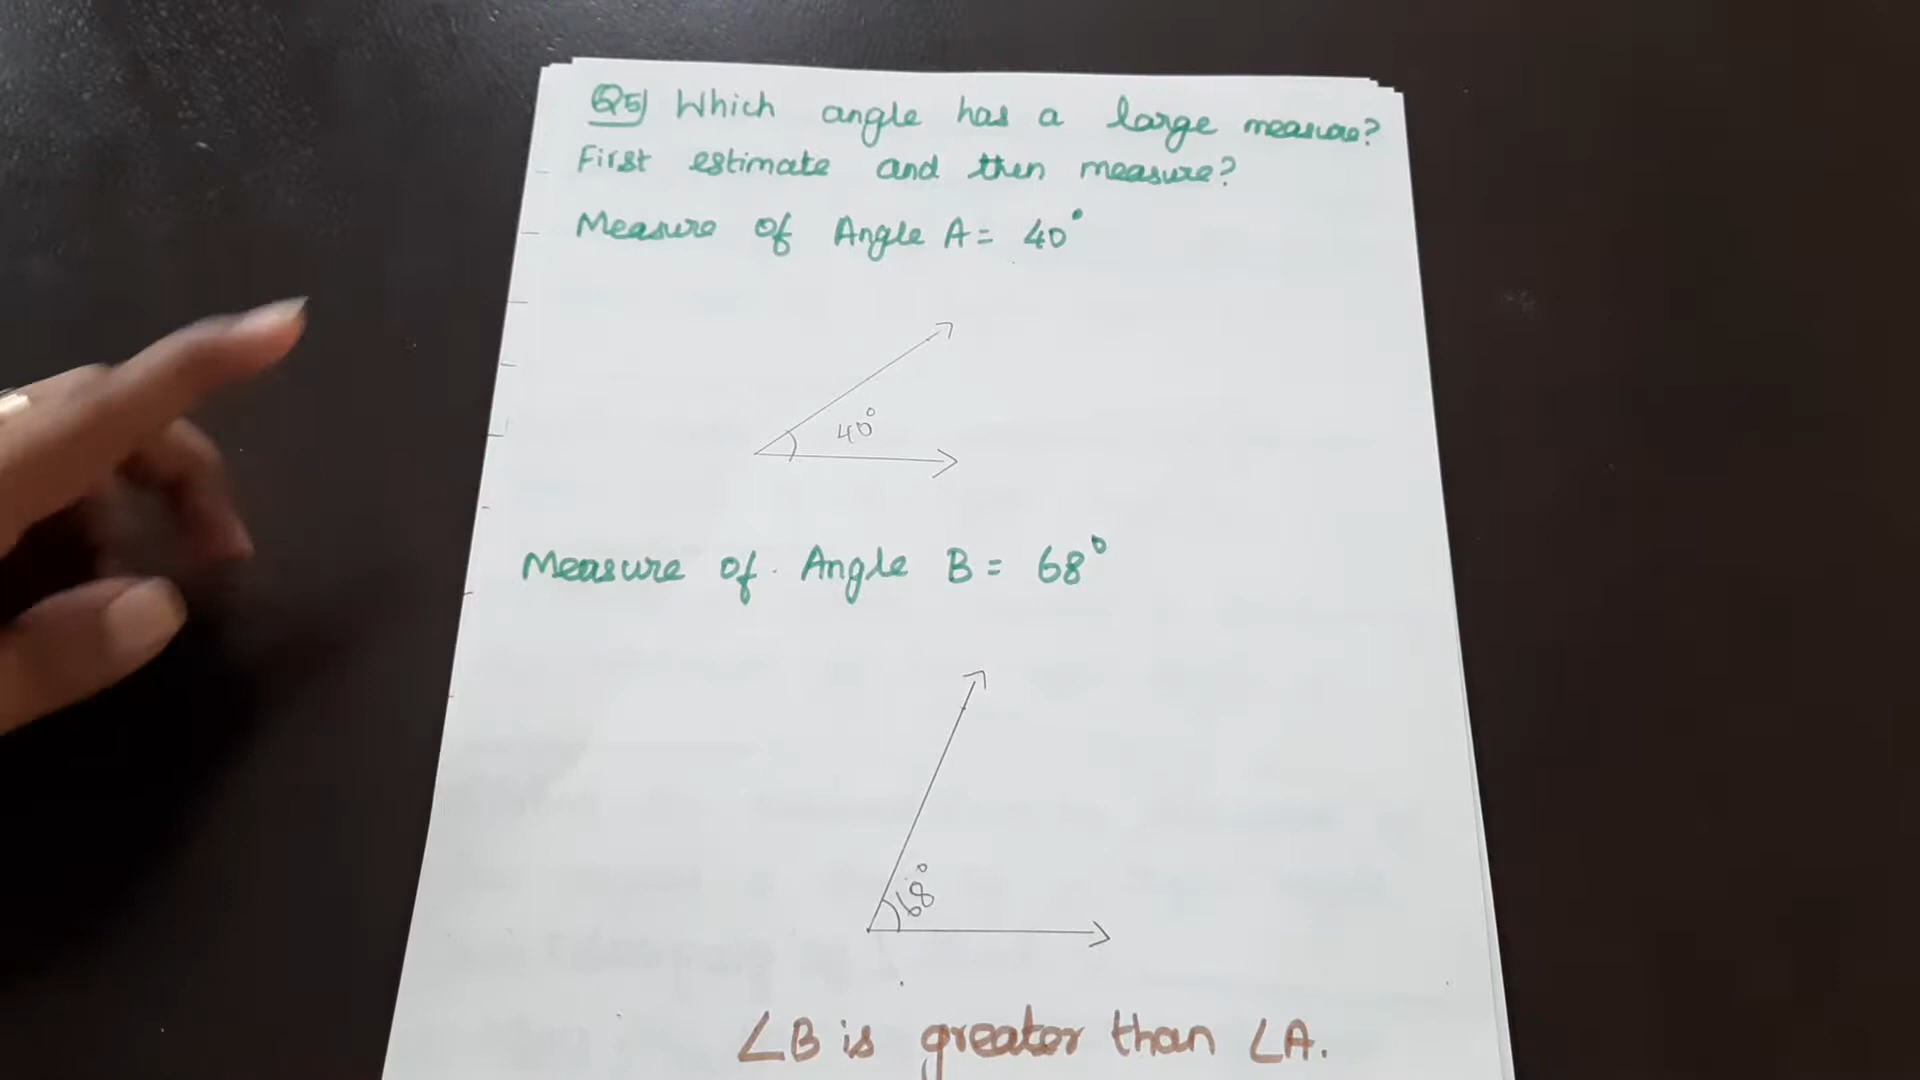 Q5) Which angle has a large measure?
First estimate and then measure?
Measure of Angle A = 40°
40°
Measure of Angle B = 68°
68°
∠B is greater than ∠A.